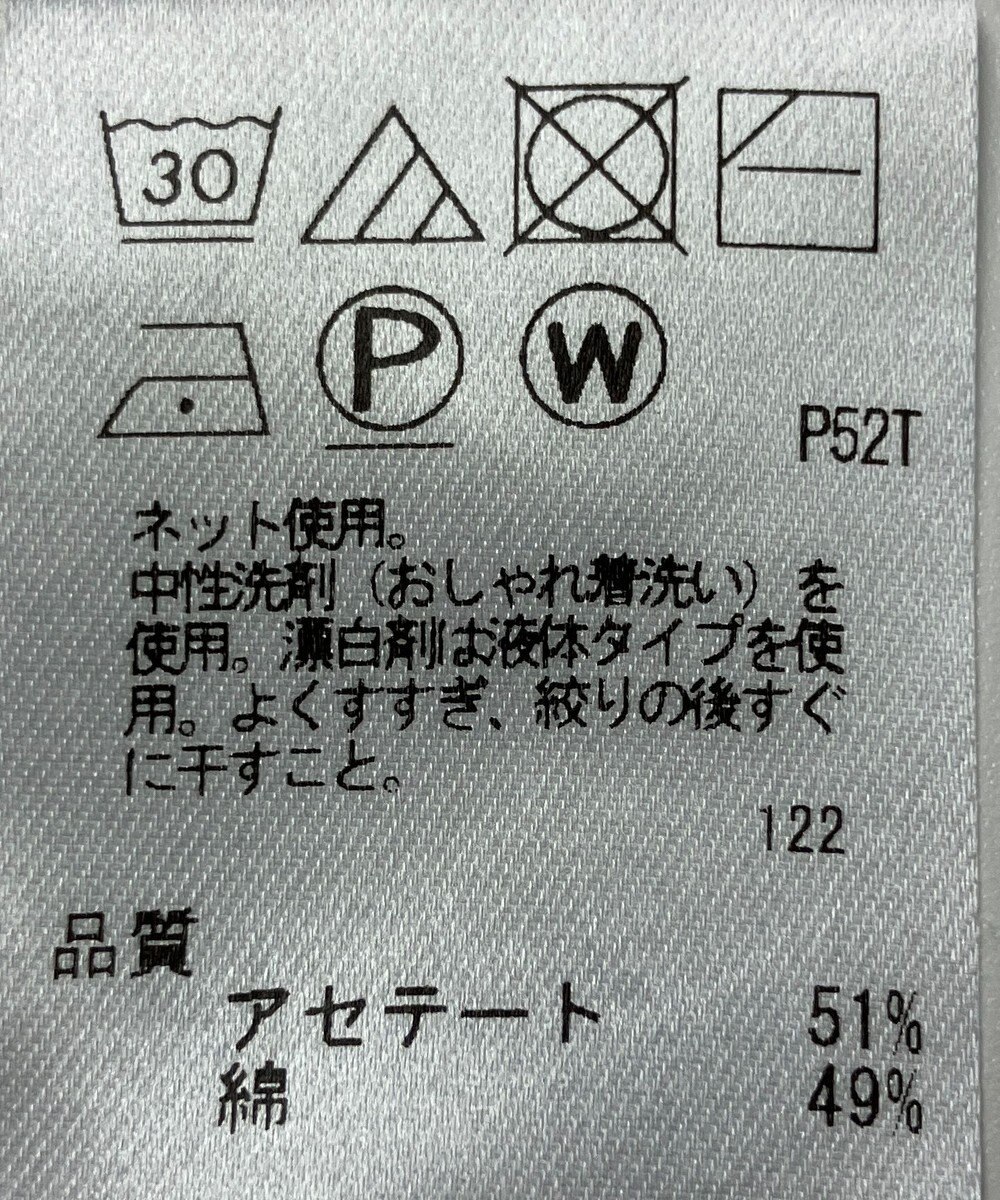 30
P W
P52T
ネット使用。
中性洗剤（おしゃれ着洗い）を
使用。漂白剤は液体タイプを使
用。よくすすぎ、絞りの後すぐ
に干すこと。
122
品質
アセテート 51%
綿 49%